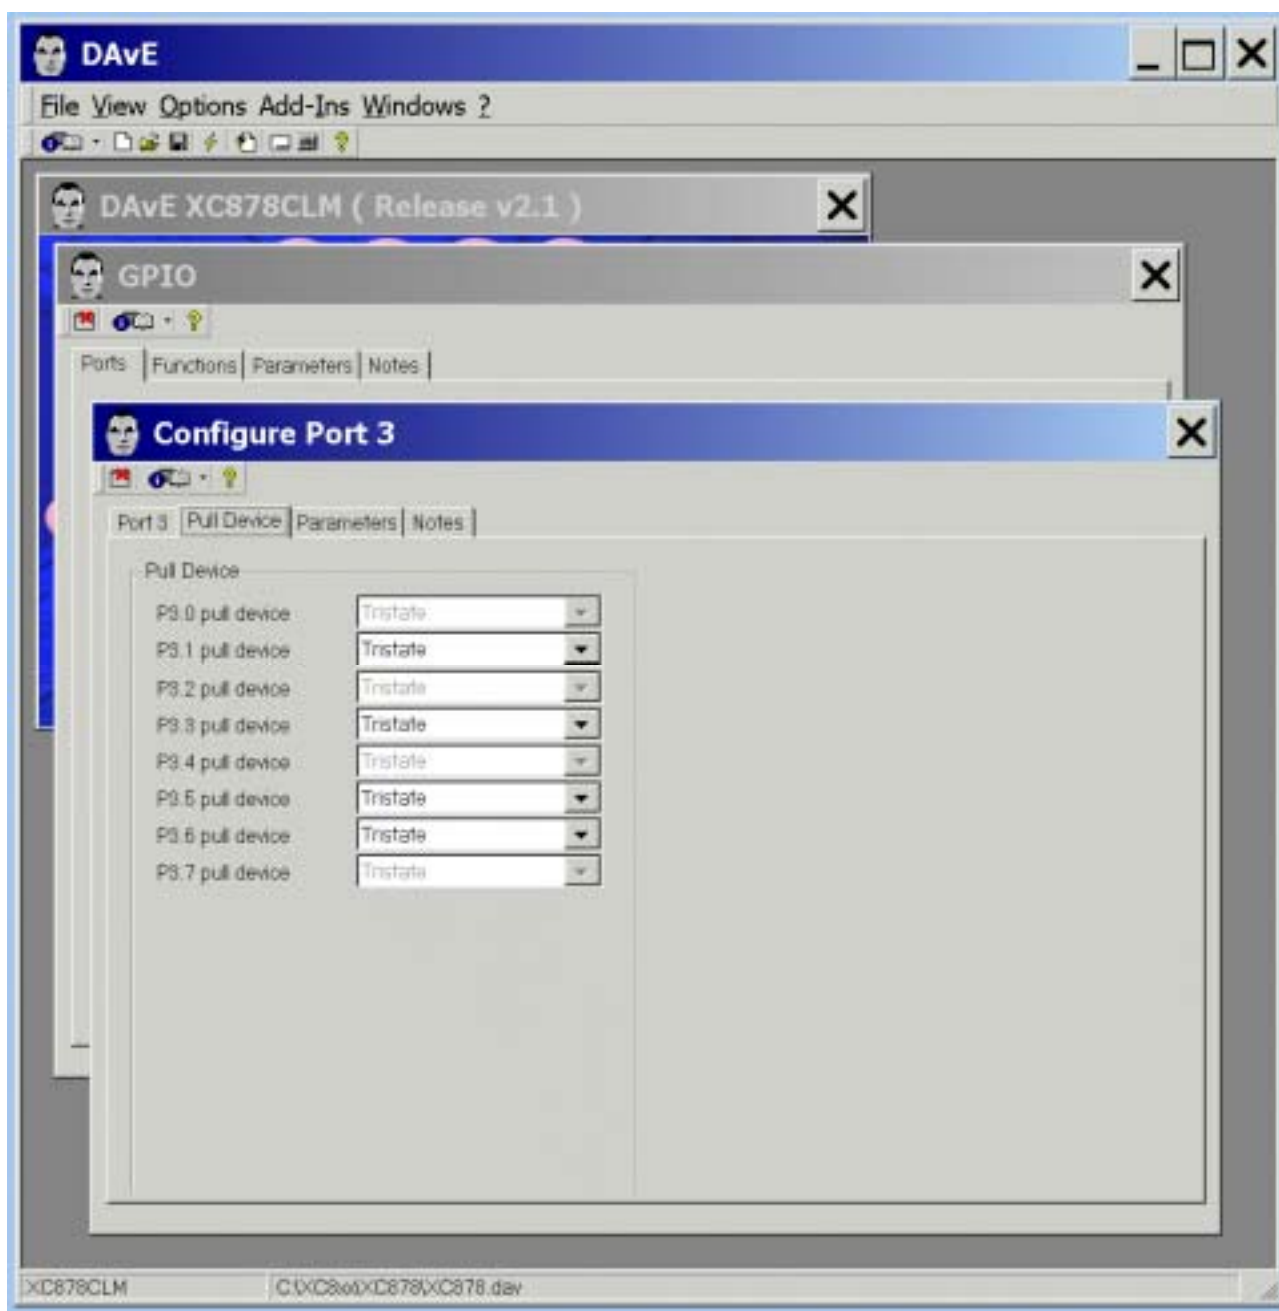 DAvE
File View Options Add-Ins Windows ?
DAvE XC878CLM ( Release v2.1 )
GPIO
Ports Functions Parameters Notes
Configure Port 3
Port 3 Pull Device Parameters Notes
Pull Device
P3.0 pull device Tristate
P3.1 pull device Tristate
P3.2 pull device Tristate
P3.3 pull device Tristate
P3.4 pull device Tristate
P3.5 pull device Tristate
P3.6 pull device Tristate
P3.7 pull device Tristate
XC878CLM C:\XC8xx\XC878\XC878.dav